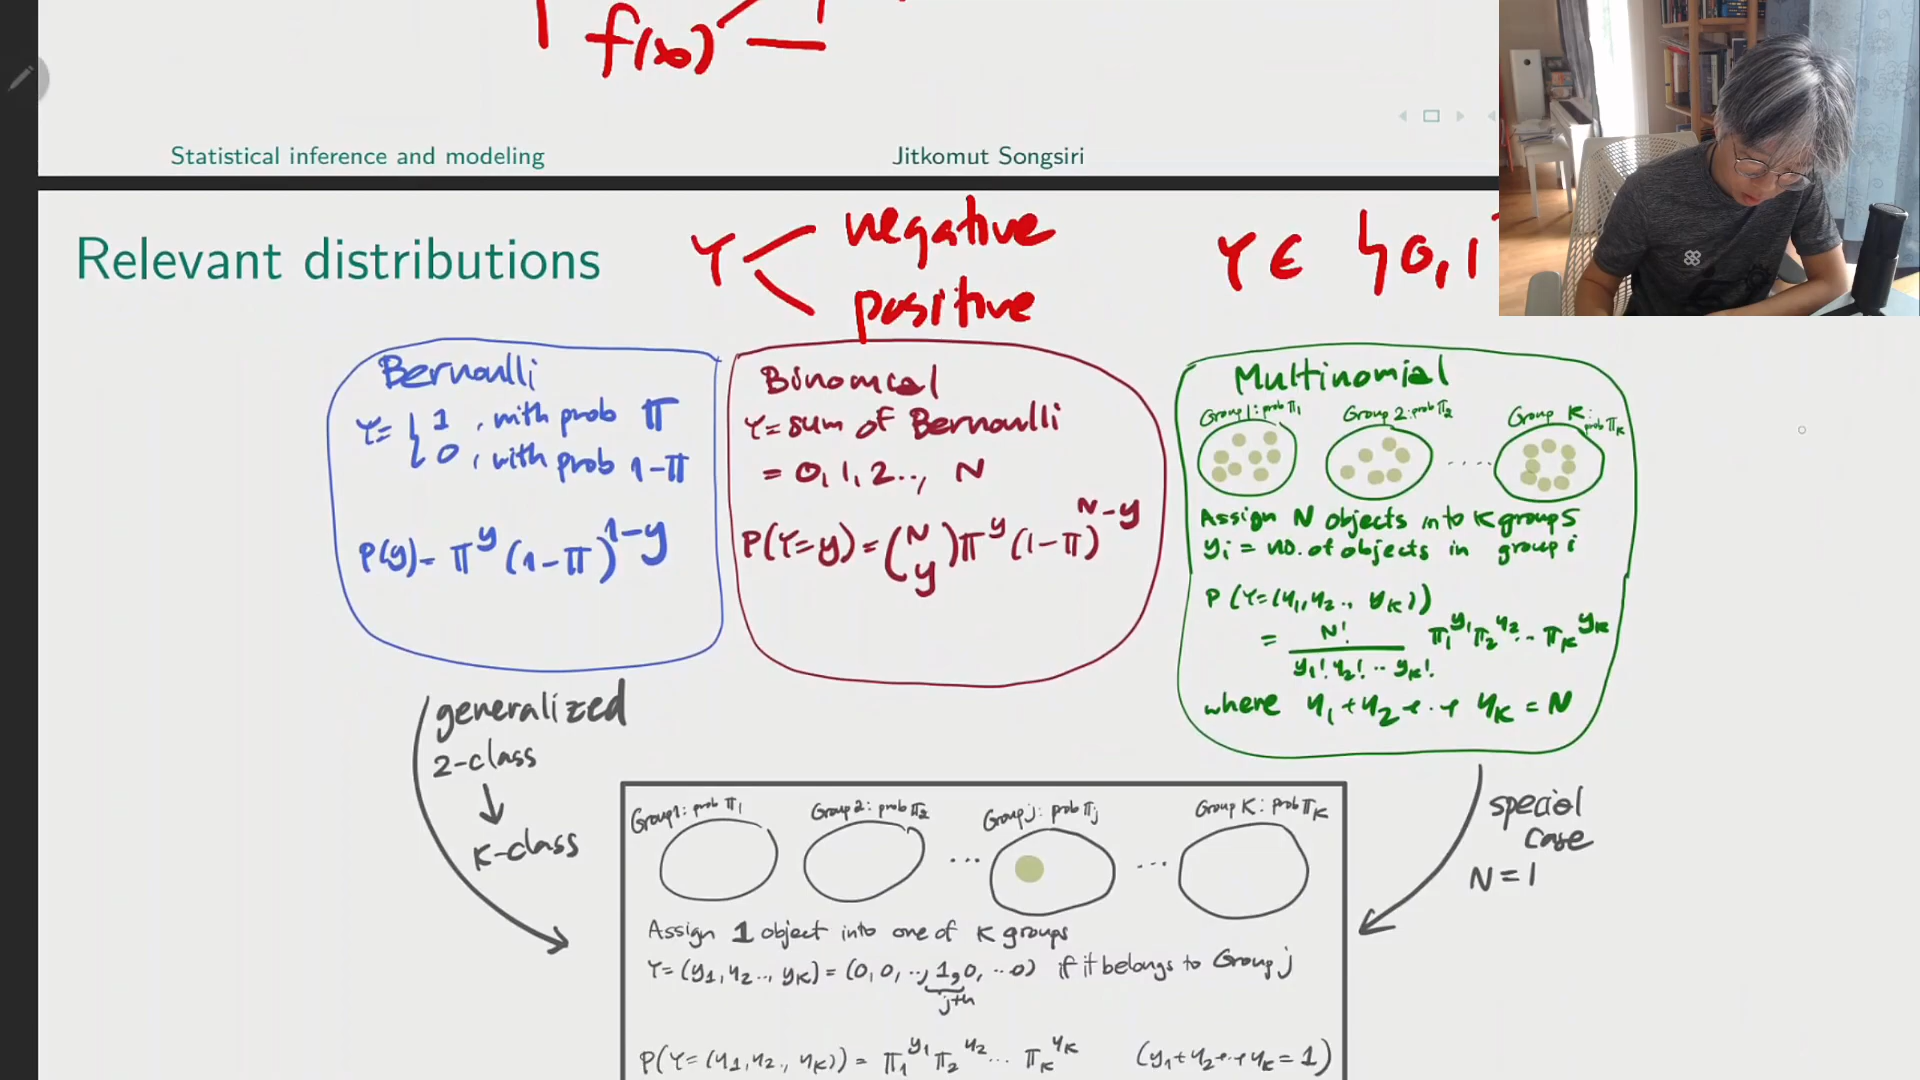 f(x)
Statistical inference and modeling
Jitkomut Songsiri
Relevant distributions
Y
negative
positive
Y ∈ {0,1
Bernoulli
Y= { 1 , with prob π
0 , with prob 1-π
P(y)= π^y (1-π)^{1-y}
Binomial
Y= sum of Bernoulli
= 0,1,2.., N
P(Y=y) = (N y) π^y (1-π)^{N-y}
Multinomial
Group 1: prob π₁
Group 2: prob π₂
Group K: prob π_K
.....
Assign N objects into K groups
y_i = no. of objects in group i
P (Y=(y₁,y₂.., y_K))
= N! / y₁! y₂! .. y_K! π₁^{y₁} π₂^{y₂} .. π_K^{y_K}
where y₁+y₂+..+ y_K = N
generalized
2-class
↓
K-class
special
case
N=1
Group 1: prob π₁
Group 2: prob π₂
...
Group j: prob π_j
...
Group K: prob π_K
Assign 1 object into one of K groups
Y=(y₁, y₂.., y_K) = (0, 0, .., 1, 0, ..0) if it belongs to Group j
jth
P(Y= (y₁,y₂.., y_K)) = π₁^{y₁} π₂^{y₂} ... π_K^{y_K} (y₁+y₂+..+y_K = 1)